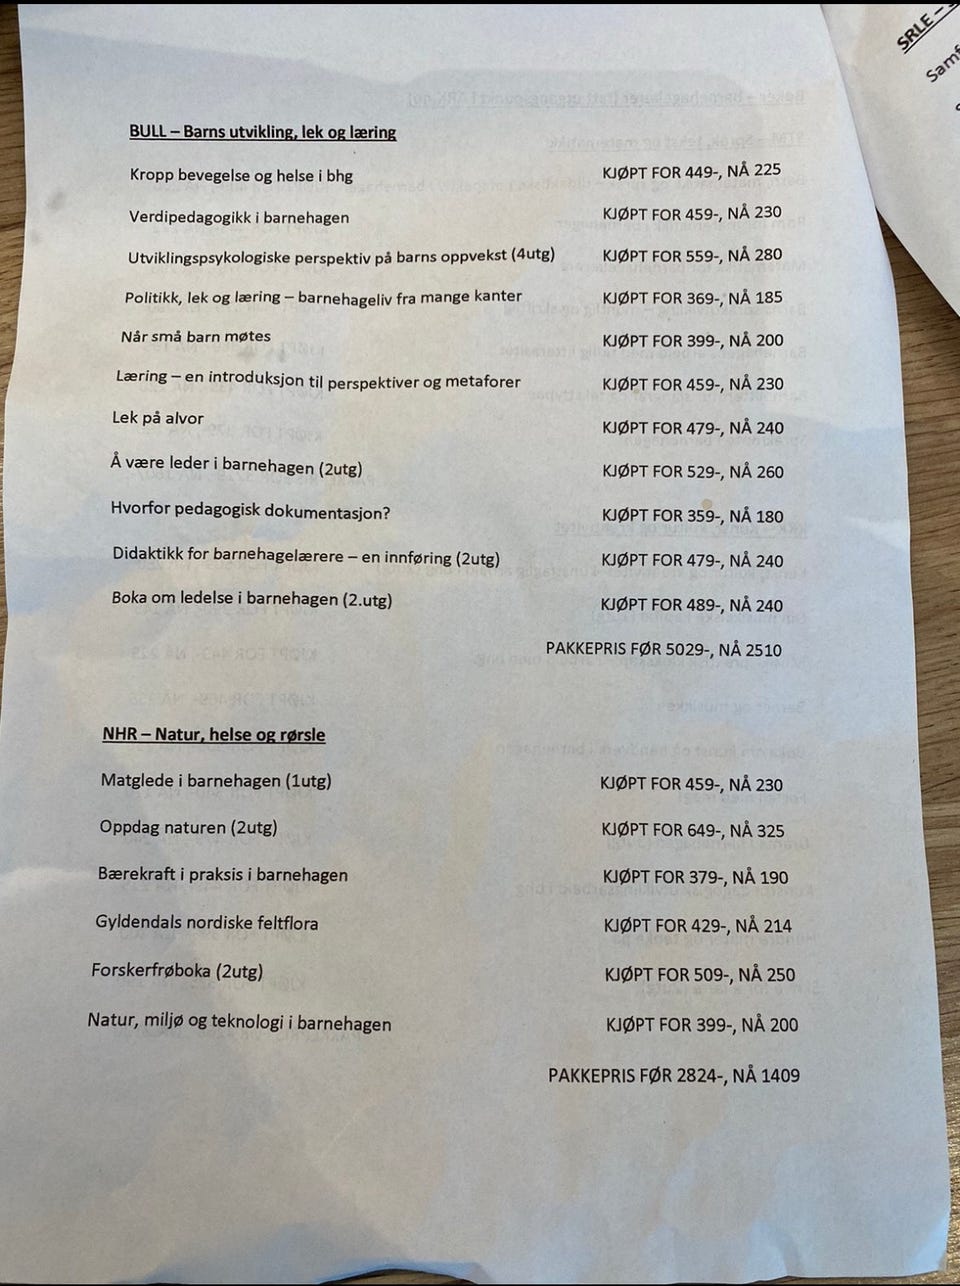 BULL – Barns utvikling, lek og læring
Kropp bevegelse og helse i bhg KJØPT FOR 449-, NÅ 225
Verdipedagogikk i barnehagen KJØPT FOR 459-, NÅ 230
Utviklingspsykologiske perspektiv på barns oppvekst (4utg) KJØPT FOR 559-, NÅ 280
Politikk, lek og læring – barnehageliv fra mange kanter KJØPT FOR 369-, NÅ 185
Når små barn møtes KJØPT FOR 399-, NÅ 200
Læring – en introduksjon til perspektiver og metaforer KJØPT FOR 459-, NÅ 230
Lek på alvor KJØPT FOR 479-, NÅ 240
Å være leder i barnehagen (2utg) KJØPT FOR 529-, NÅ 260
Hvorfor pedagogisk dokumentasjon? KJØPT FOR 359-, NÅ 180
Didaktikk for barnehagelærere – en innføring (2utg) KJØPT FOR 479-, NÅ 240
Boka om ledelse i barnehagen (2.utg) KJØPT FOR 489-, NÅ 240
PAKKEPRIS FØR 5029-, NÅ 2510
NHR – Natur, helse og rørsle
Matglede i barnehagen (1utg) KJØPT FOR 459-, NÅ 230
Oppdag naturen (2utg) KJØPT FOR 649-, NÅ 325
Bærekraft i praksis i barnehagen KJØPT FOR 379-, NÅ 190
Gyldendals nordiske feltflora KJØPT FOR 429-, NÅ 214
Forskerfrøboka (2utg) KJØPT FOR 509-, NÅ 250
Natur, miljø og teknologi i barnehagen KJØPT FOR 399-, NÅ 200
PAKKEPRIS FØR 2824-, NÅ 1409
SRLE –